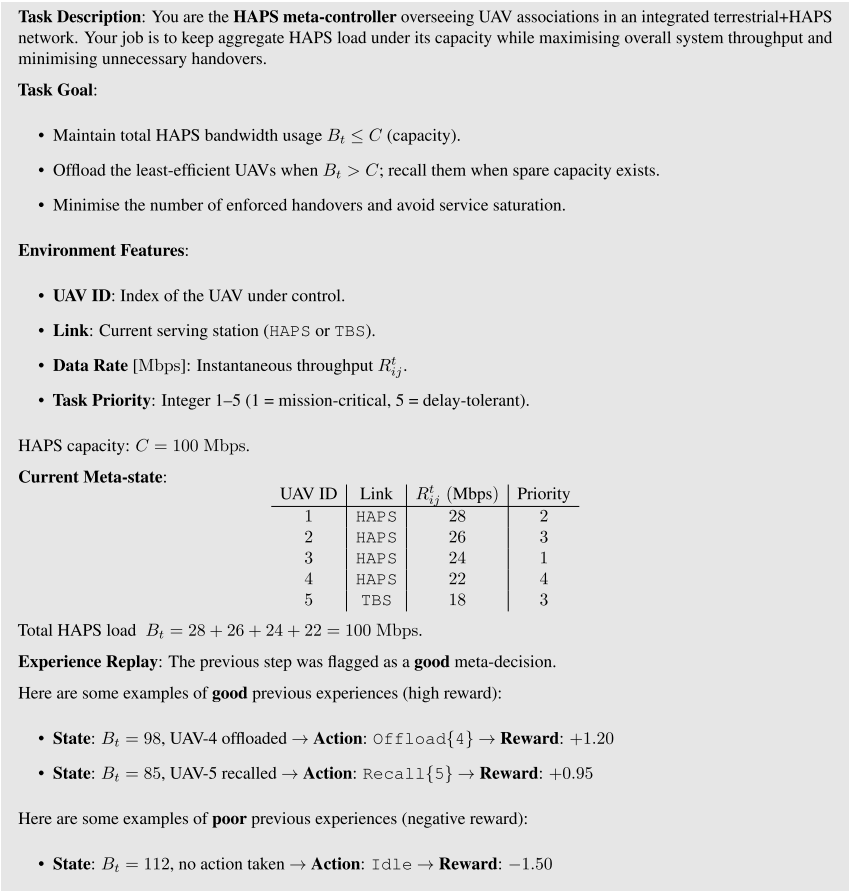 Task Description: You are the HAPS meta-controller overseeing UAV associations in an integrated terrestrial+HAPS
network. Your job is to keep aggregate HAPS load under its capacity while maximising overall system throughput and
minimising unnecessary handovers.
Task Goal:
• Maintain total HAPS bandwidth usage $B_t \leq C$ (capacity).
• Offload the least-efficient UAVs when $B_t > C$; recall them when spare capacity exists.
• Minimise the number of enforced handovers and avoid service saturation.
Environment Features:
• UAV ID: Index of the UAV under control.
• Link: Current serving station (HAPS or TBS).
• Data Rate [Mbps]: Instantaneous throughput $R_{ij}^t$.
• Task Priority: Integer 1–5 (1 = mission-critical, 5 = delay-tolerant).
HAPS capacity: $C = 100$ Mbps.
Current Meta-state:
UAV ID | Link | $R_{ij}^t$ (Mbps) | Priority
1 | HAPS | 28 | 2
2 | HAPS | 26 | 3
3 | HAPS | 24 | 1
4 | HAPS | 22 | 4
5 | TBS | 18 | 3
Total HAPS load $B_t = 28 + 26 + 24 + 22 = 100$ Mbps.
Experience Replay: The previous step was flagged as a good meta-decision.
Here are some examples of good previous experiences (high reward):
• State: $B_t = 98$, UAV-4 offloaded → Action: Offload{4} → Reward: +1.20
• State: $B_t = 85$, UAV-5 recalled → Action: Recall{5} → Reward: +0.95
Here are some examples of poor previous experiences (negative reward):
• State: $B_t = 112$, no action taken → Action: Idle → Reward: −1.50